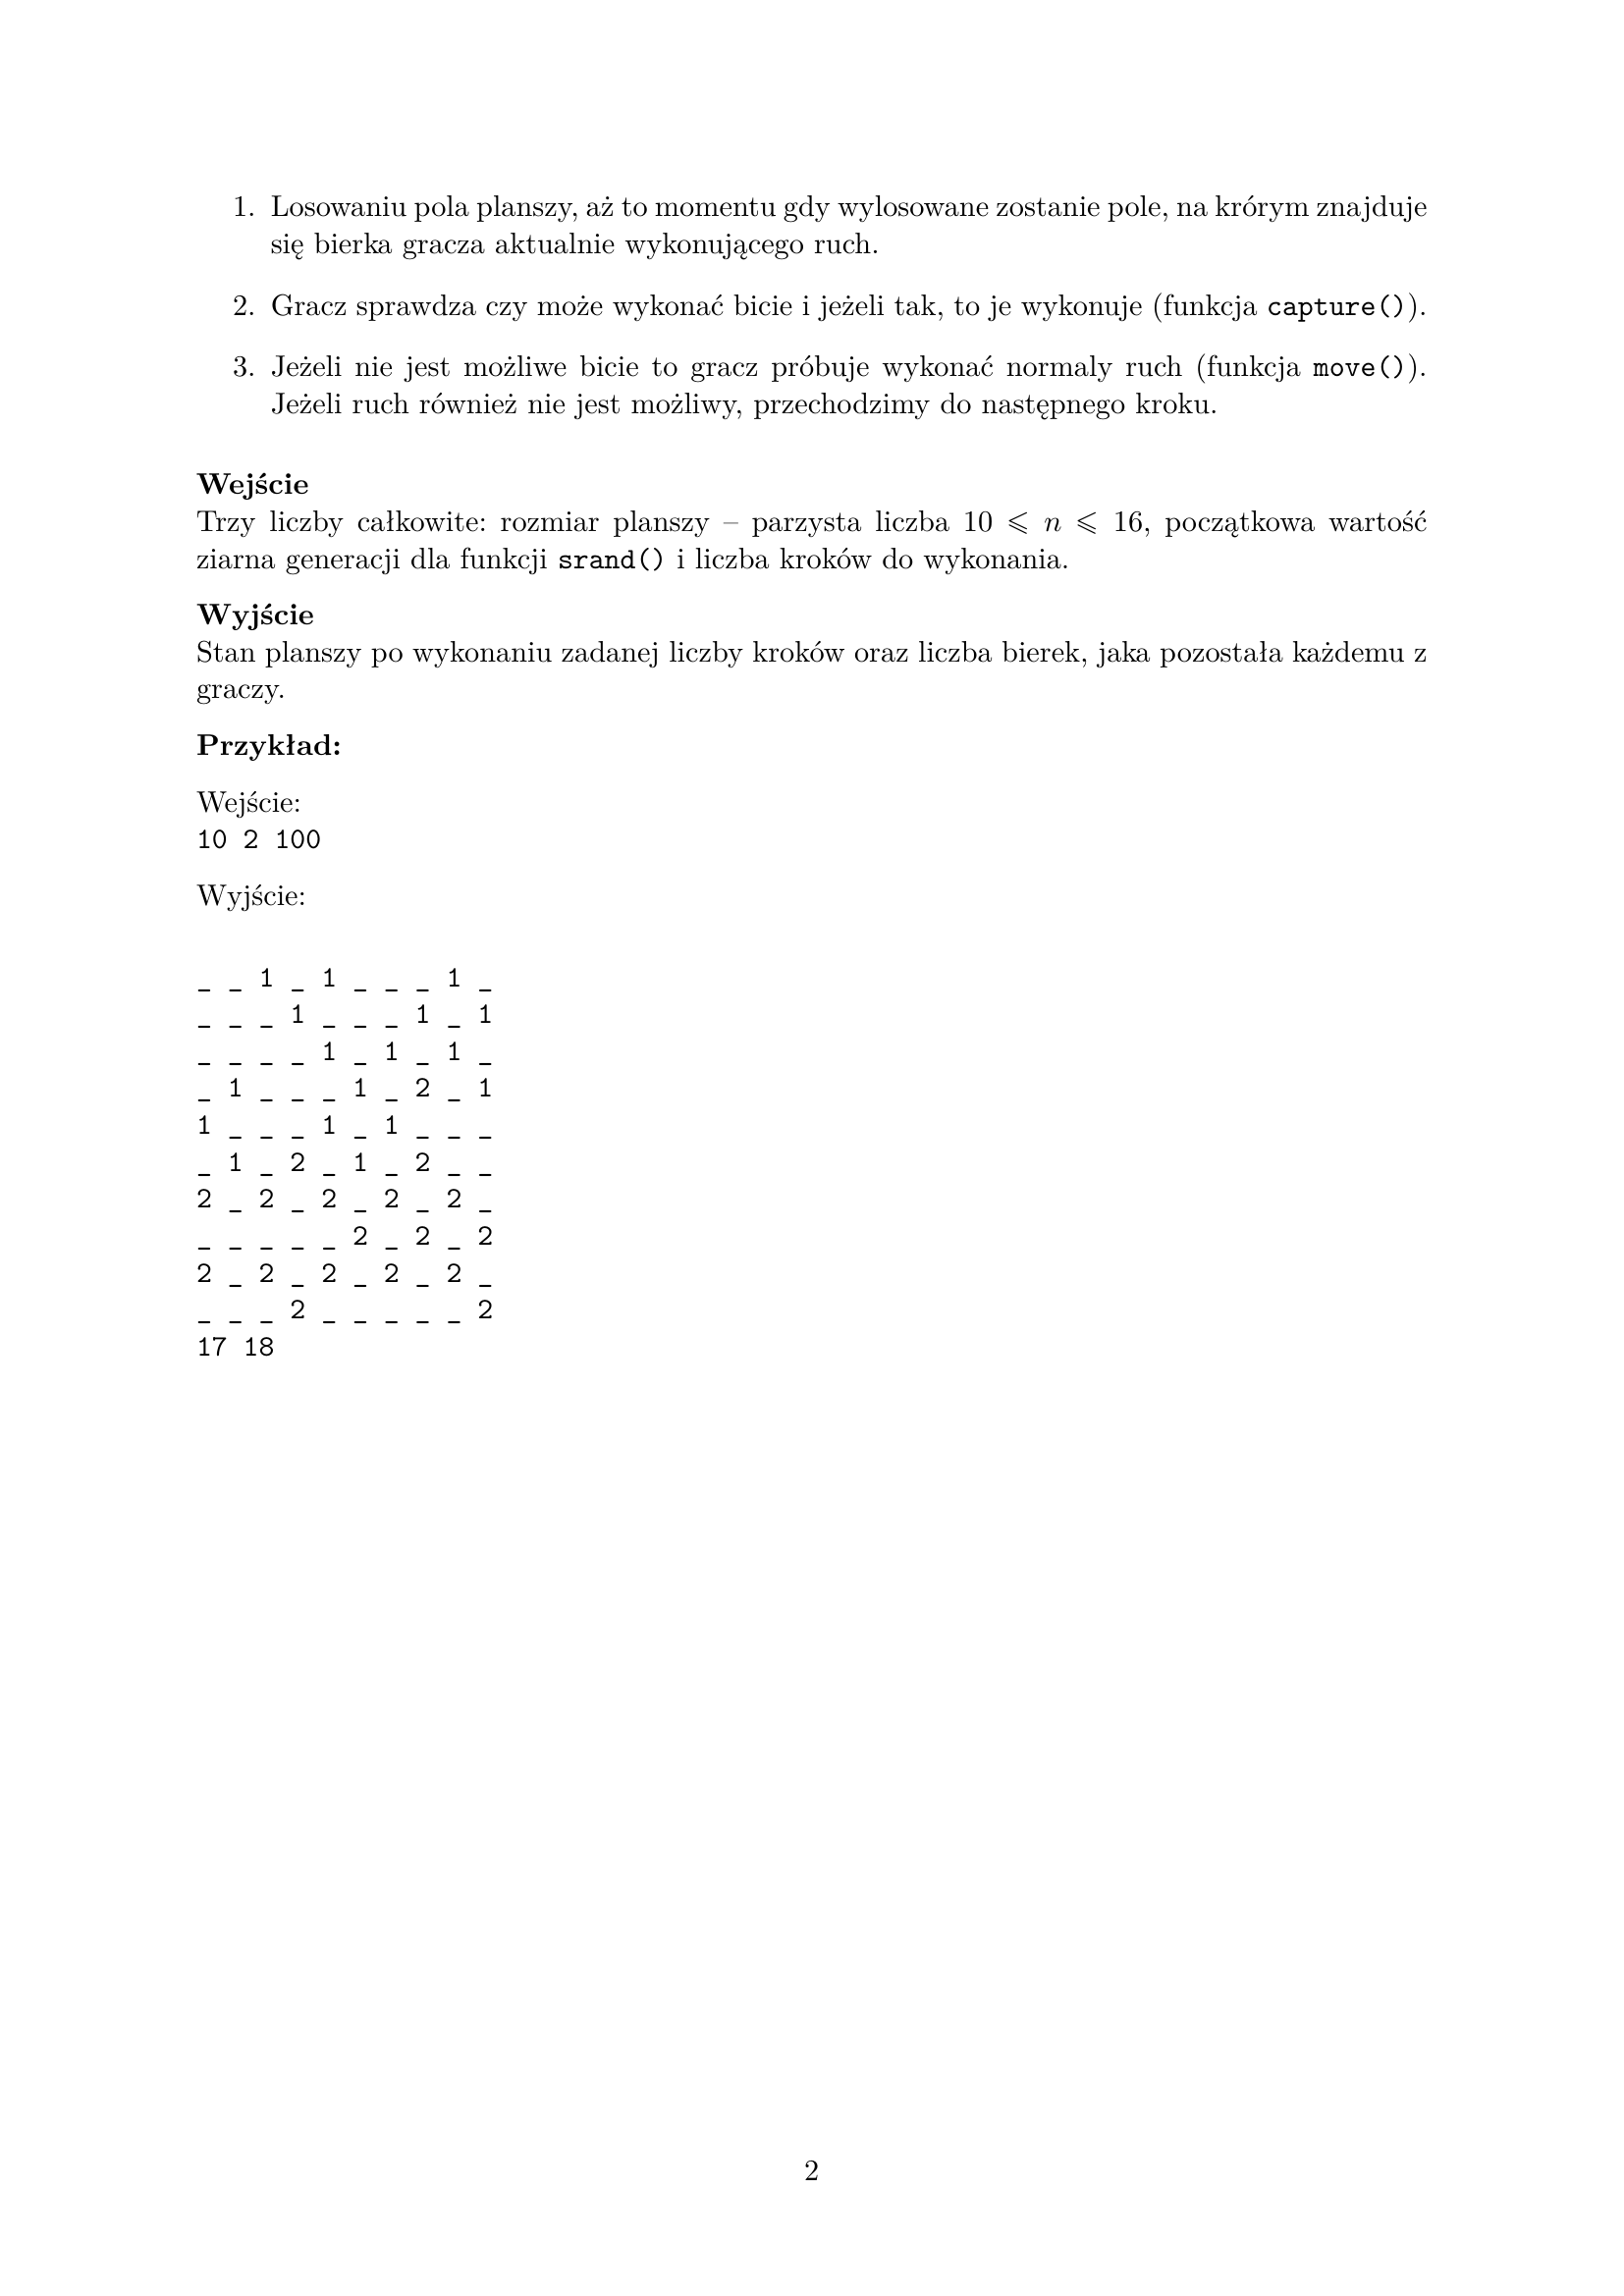 1. Losowaniu pola planszy, aż to momentu gdy wylosowane zostanie pole, na krórym znajduje
się bierka gracza aktualnie wykonującego ruch.
2. Gracz sprawdza czy może wykonać bicie i jeżeli tak, to je wykonuje (funkcja capture()).
3. Jeżeli nie jest możliwe bicie to gracz próbuje wykonać normaly ruch (funkcja move()).
Jeżeli ruch również nie jest możliwy, przechodzimy do następnego kroku.
Wejście
Trzy liczby całkowite: rozmiar planszy – parzysta liczba 10 ⩽ n ⩽ 16, początkowa wartość
ziarna generacji dla funkcji srand() i liczba kroków do wykonania.
Wyjście
Stan planszy po wykonaniu zadanej liczby kroków oraz liczba bierek, jaka pozostała każdemu z
graczy.
Przykład:
Wejście:
10 2 100
Wyjście:
_ _ 1 _ 1 _ _ _ 1 _
_ _ _ 1 _ _ _ 1 _ 1
_ _ _ _ 1 _ 1 _ 1 _
_ 1 _ _ _ 1 _ 2 _ 1
1 _ _ _ 1 _ 1 _ _ _
_ 1 _ 2 _ 1 _ 2 _ _
2 _ 2 _ 2 _ 2 _ 2 _
_ _ _ _ _ 2 _ 2 _ 2
2 _ 2 _ 2 _ 2 _ 2 _
_ _ _ 2 _ _ _ _ _ 2
17 18
2